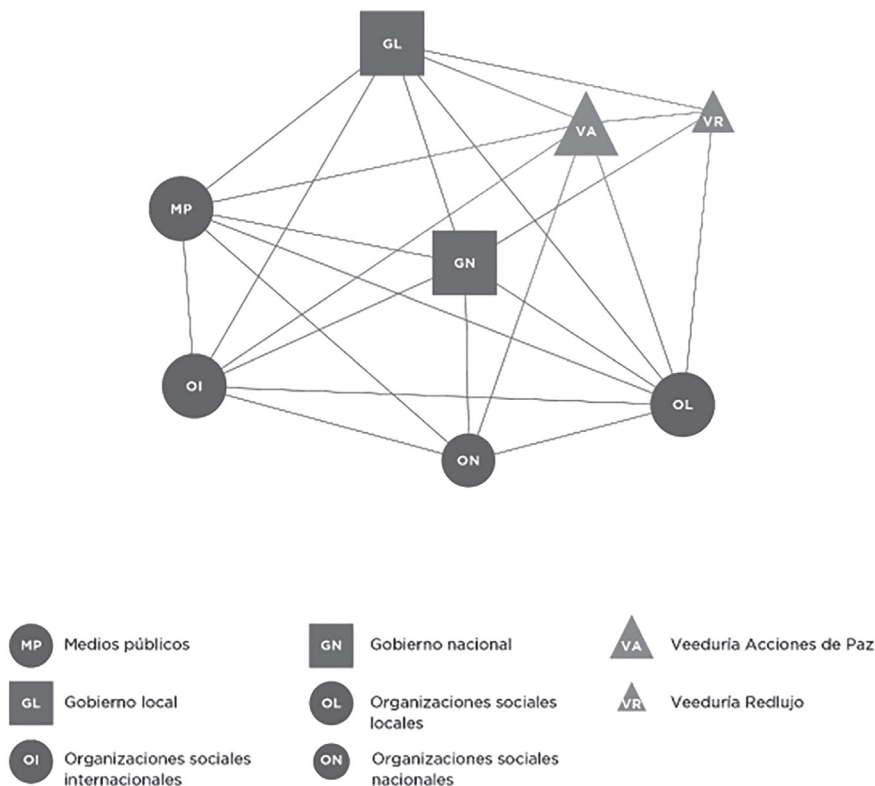 GL
VA
VR
MP
GN
OI
OL
ON
MP Medios públicos
GN Gobierno nacional
VA Veeduría Acciones de Paz
GL Gobierno local
OL Organizaciones sociales
locales
VR Veeduría Redlujo
OI Organizaciones sociales
internacionales
ON Organizaciones sociales
nacionales